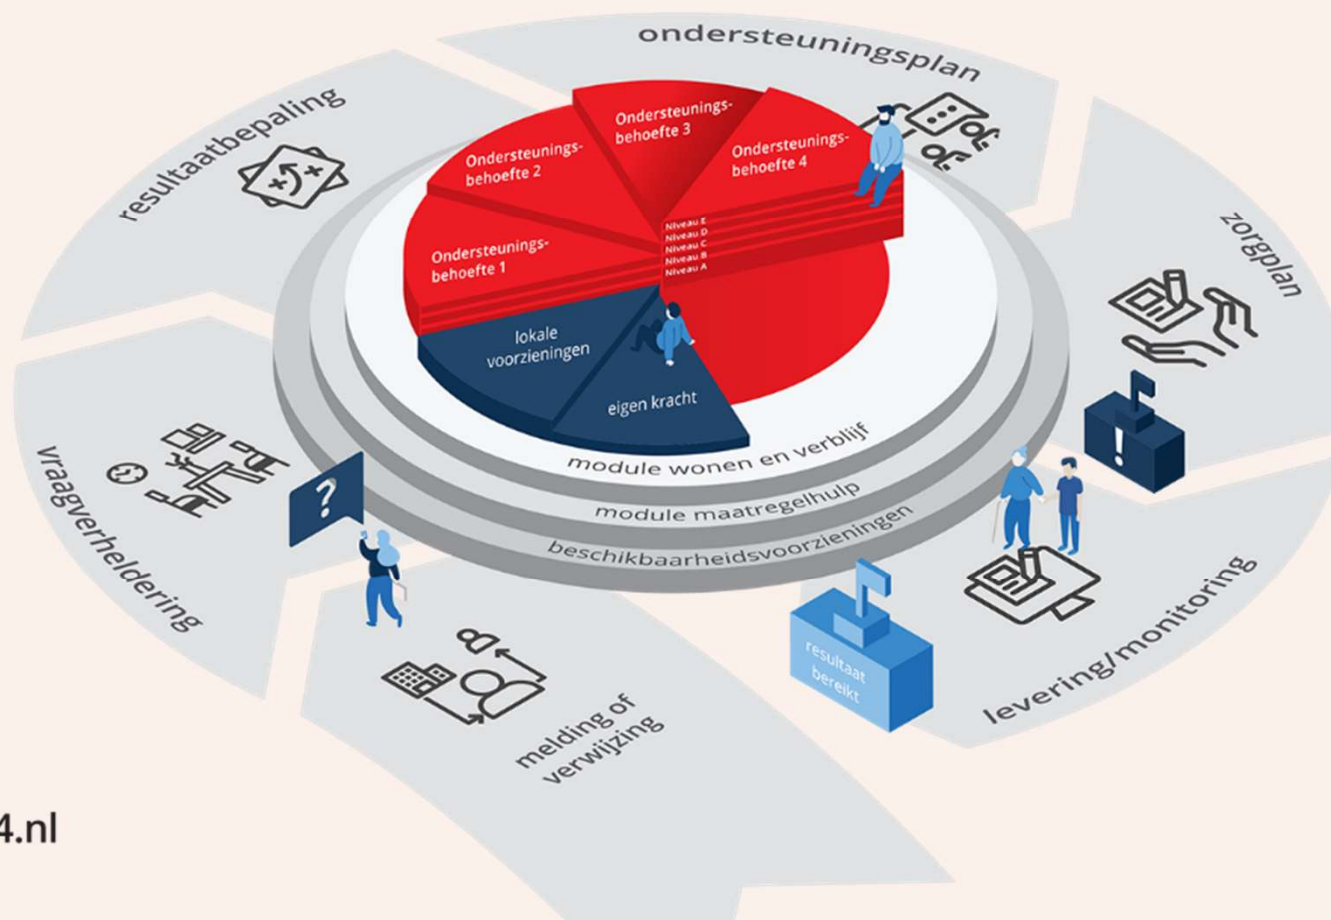 ondersteuningsplan
resultaatbepaling
zorgplan
vraagverheldering
melding of
verwijzing
levering/monitoring
Ondersteunings-
behoefte 1
Ondersteunings-
behoefte 2
Ondersteunings-
behoefte 3
Ondersteunings-
behoefte 4
Niveau E
Niveau D
Niveau C
Niveau B
Niveau A
lokale
voorzieningen
eigen kracht
module wonen en verblijf
module maatregelhulp
beschikbaarheidsvoorzieningen
?
!
resultaat
bereikt
4.nl